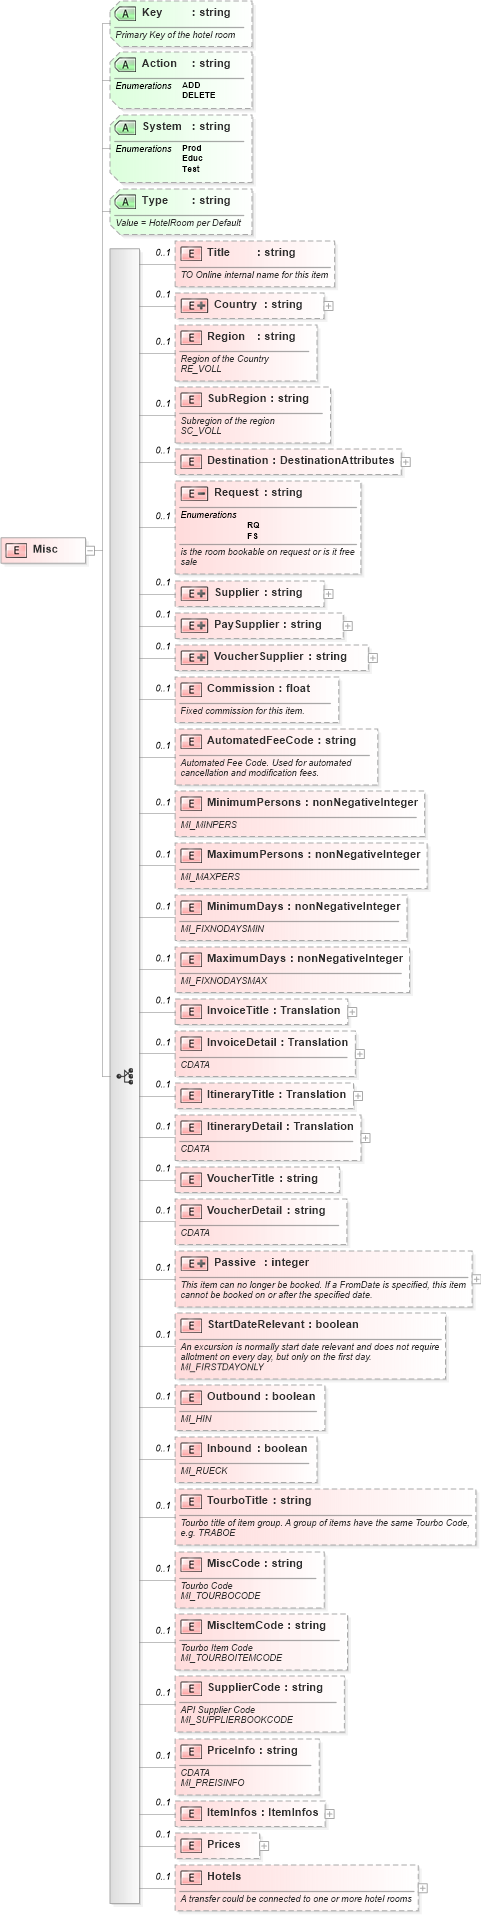 A Key : string
Primary Key of the hotel room
A Action : string
Enumerations ADD
DELETE
A System : string
Enumerations Prod
Educ
Test
A Type : string
Value = HotelRoom per Default
0..1 E Title : string
TO Online internal name for this item
0..1 E Country : string
0..1 E Region : string
Region of the Country
RE_VOLL
0..1 E SubRegion : string
Subregion of the region
SC_VOLL
0..1 E Destination : DestinationAttributes
0..1 E Request : string
Enumerations
RQ
FS
is the room bookable on request or is it free
sale
E Misc
0..1 E Supplier : string
0..1 E PaySupplier : string
0..1 E VoucherSupplier : string
0..1 E Commission : float
Fixed commission for this item.
0..1 E AutomatedFeeCode : string
Automated Fee Code. Used for automated
cancellation and modification fees.
0..1 E MinimumPersons : nonNegativeInteger
MI_MINPERS
0..1 E MaximumPersons : nonNegativeInteger
MI_MAXPERS
0..1 E MinimumDays : nonNegativeInteger
MI_FIXNODAYSMIN
0..1 E MaximumDays : nonNegativeInteger
MI_FIXNODAYSMAX
0..1 E InvoiceTitle : Translation
0..1 E InvoiceDetail : Translation
CDATA
0..1 E ItineraryTitle : Translation
0..1 E ItineraryDetail : Translation
CDATA
0..1 E VoucherTitle : string
0..1 E VoucherDetail : string
CDATA
0..1 E Passive : integer
This item can no longer be booked. If a FromDate is specified, this item
cannot be booked on or after the specified date.
0..1 E StartDateRelevant : boolean
An excursion is normally start date relevant and does not require
allotment on every day, but only on the first day.
MI_FIRSTDAYONLY
0..1 E Outbound : boolean
MI_HIN
0..1 E Inbound : boolean
MI_RUECK
0..1 E TourboTitle : string
Tourbo title of item group. A group of items have the same Tourbo Code,
e.g. TRABOE
0..1 E MiscCode : string
Tourbo Code
MI_TOURBOCODE
0..1 E MiscItemCode : string
Tourbo Item Code
MI_TOURBOITEMCODE
0..1 E SupplierCode : string
API Supplier Code
MI_SUPPLIERBOOKCODE
0..1 E PriceInfo : string
CDATA
MI_PREISINFO
0..1 E ItemInfos : ItemInfos
0..1 E Prices
0..1 E Hotels
A transfer could be connected to one or more hotel rooms